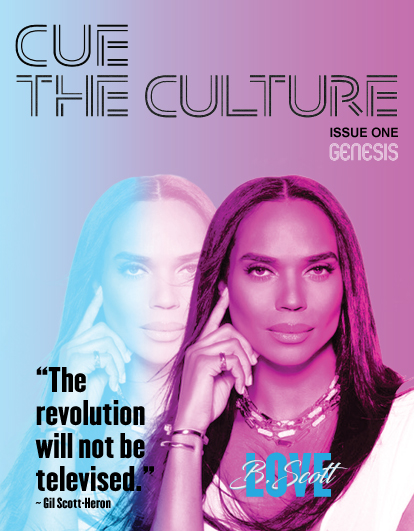 CUE
THE CULTURE
ISSUE ONE
GENESIS
“The
revolution
will not be
televised.”
~ Gil Scott-Heron
LOVE
B. Scott